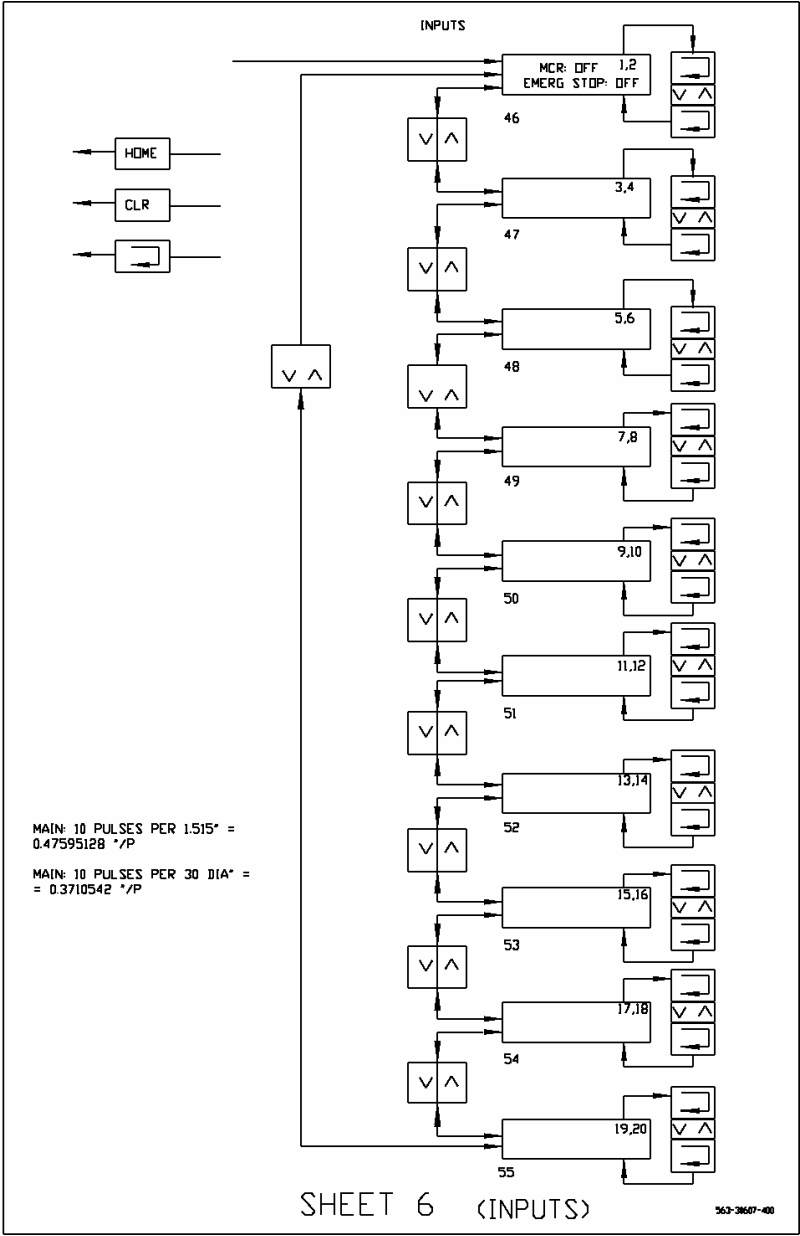 INPUTS
MCR: OFF 1,2
EMERG STOP: OFF
46
HOME
3,4
CLR
47
5,6
48
7,8
49
9,10
50
11,12
51
13,14
52
MAIN: 10 PULSES PER 1.515" =
0.47595128 "/P
MAIN: 10 PULSES PER 30 DIA" =
= 0.3710542 "/P
15,16
53
17,18
54
19,20
55
SHEET 6 (INPUTS)
563-38607-400